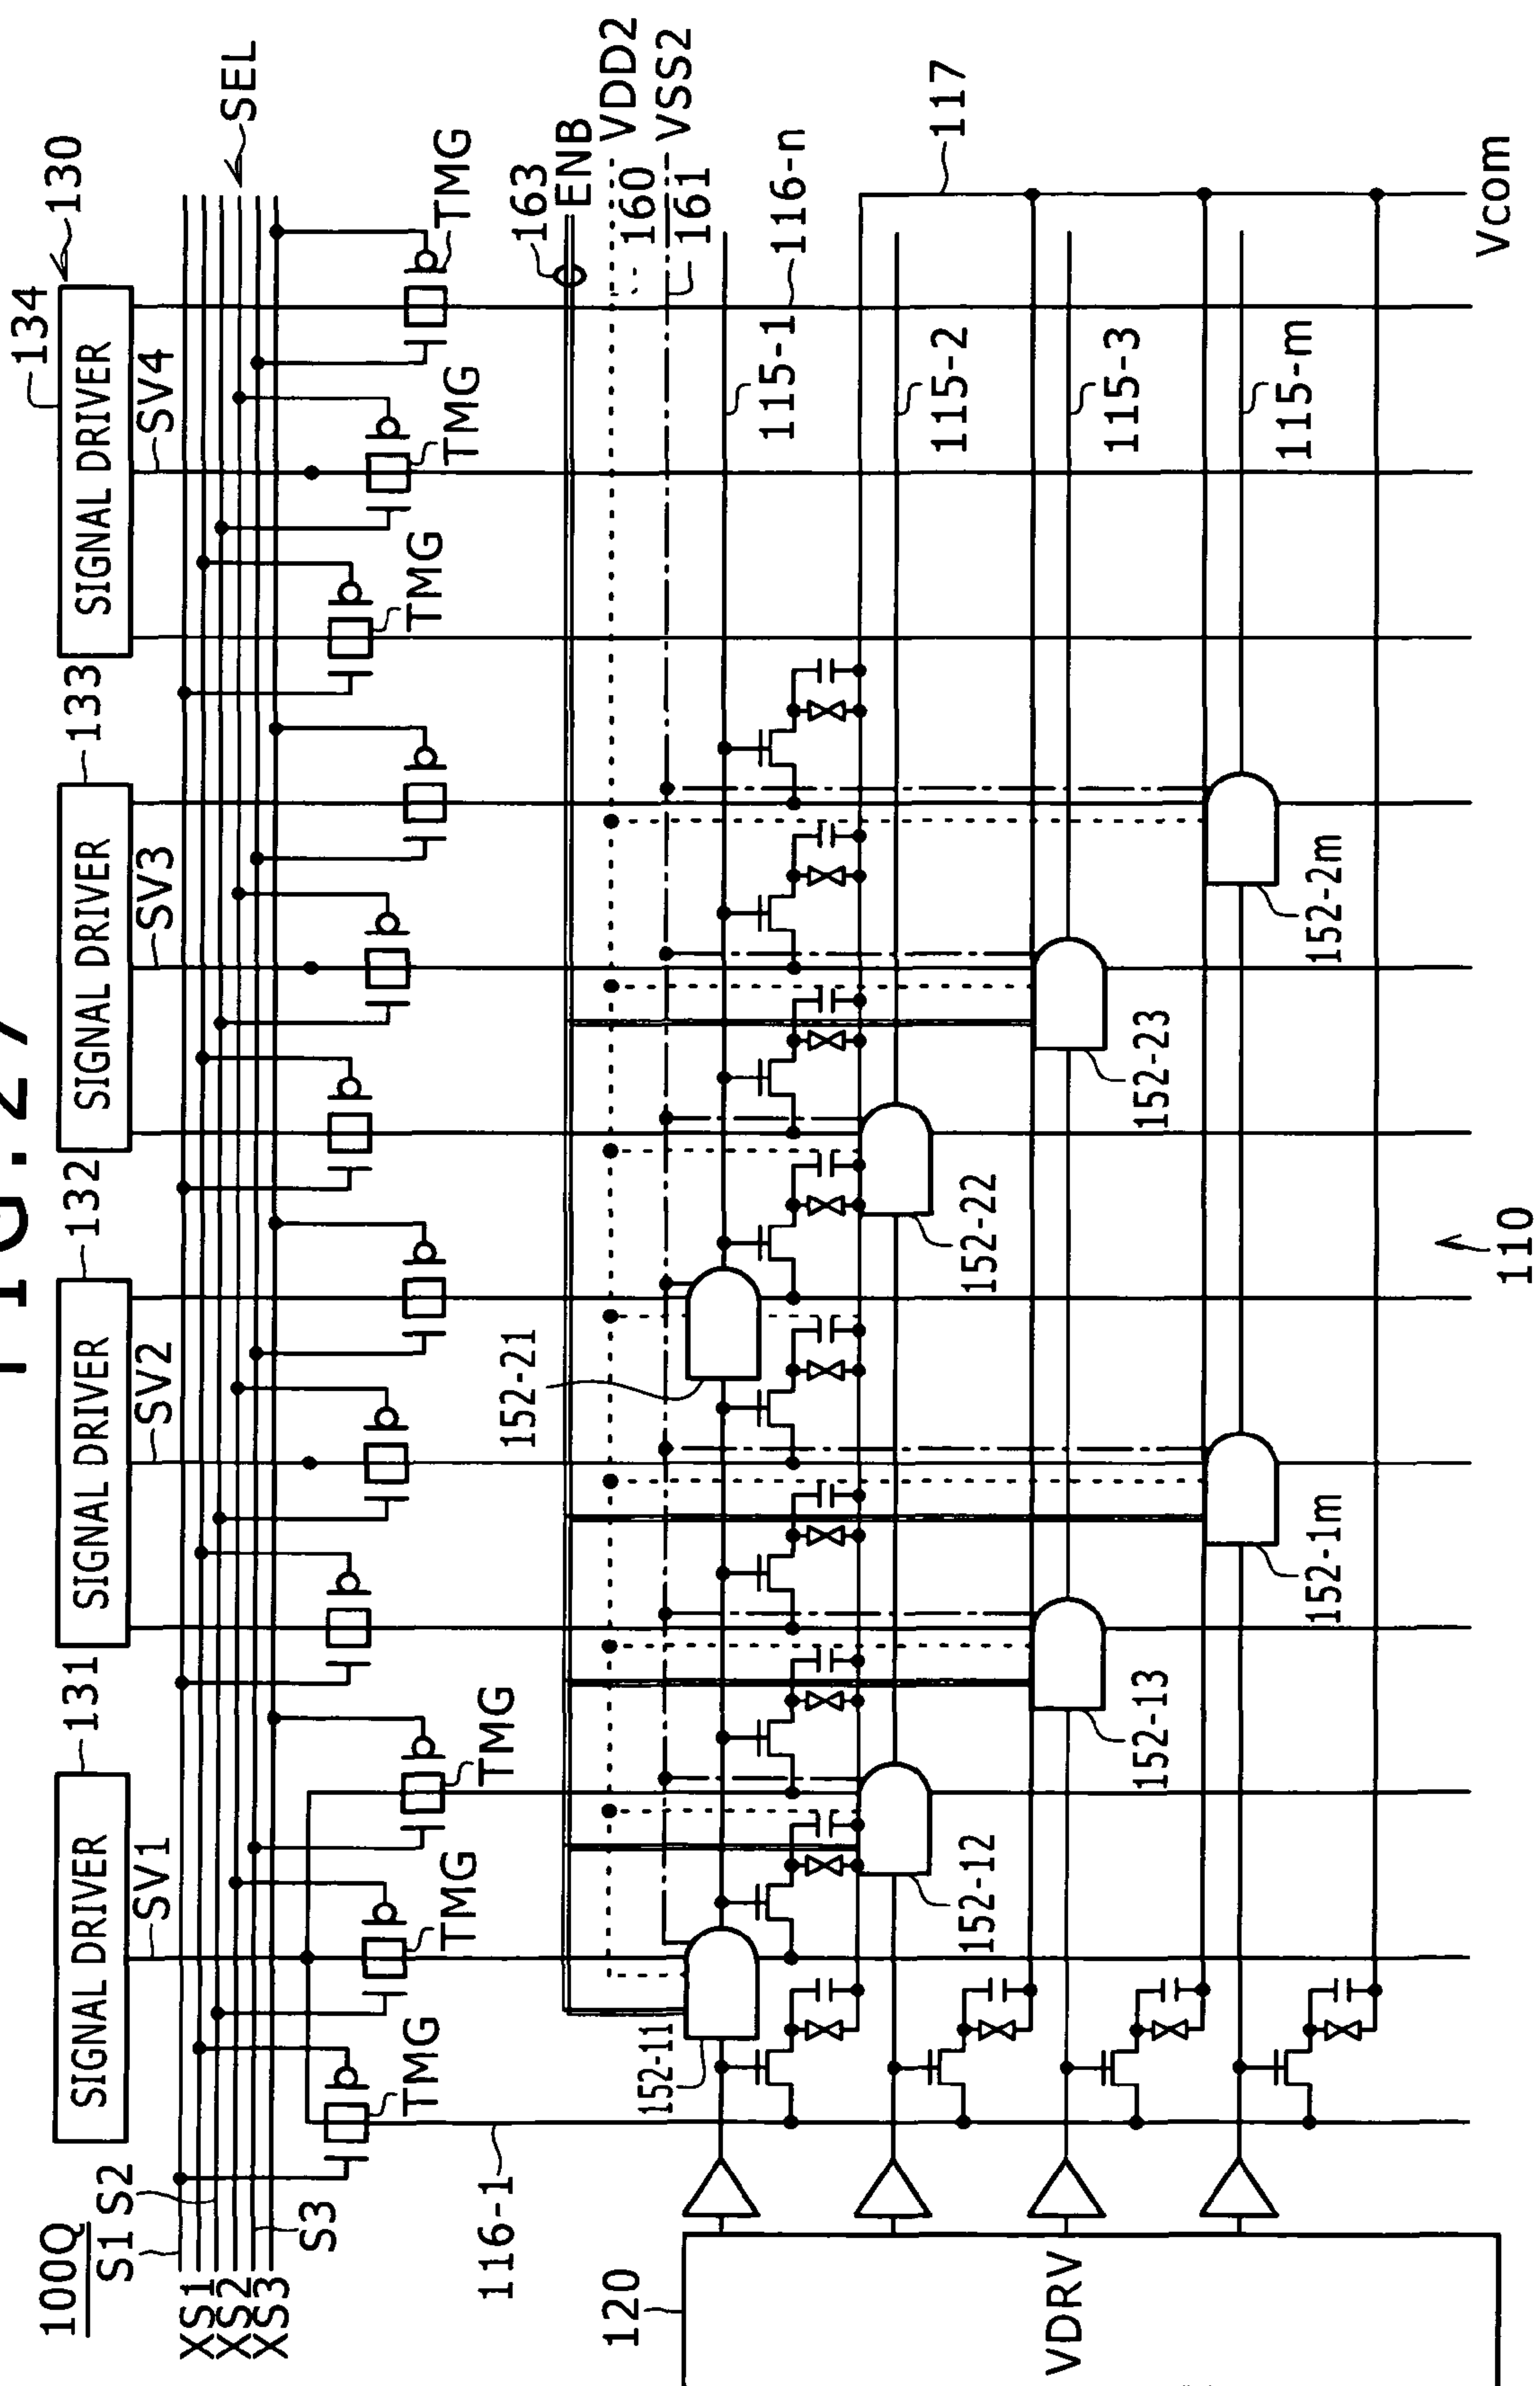 FIG. 27
100Q
130
131
132
133
134
SIGNAL DRIVER
SIGNAL DRIVER
SIGNAL DRIVER
SIGNAL DRIVER
SV1
SV2
SV3
SV4
S1
S2
S3
XS1
XS2
XS3
SEL
TMG
TMG
TMG
TMG
TMG
TMG
163
ENB
VDD2
160
VSS2
161
116-1
116-n
117
152-11
152-21
115-1
152-12
152-22
115-2
152-13
152-23
115-3
152-1m
152-2m
115-m
120
VDRV
Vcom
110